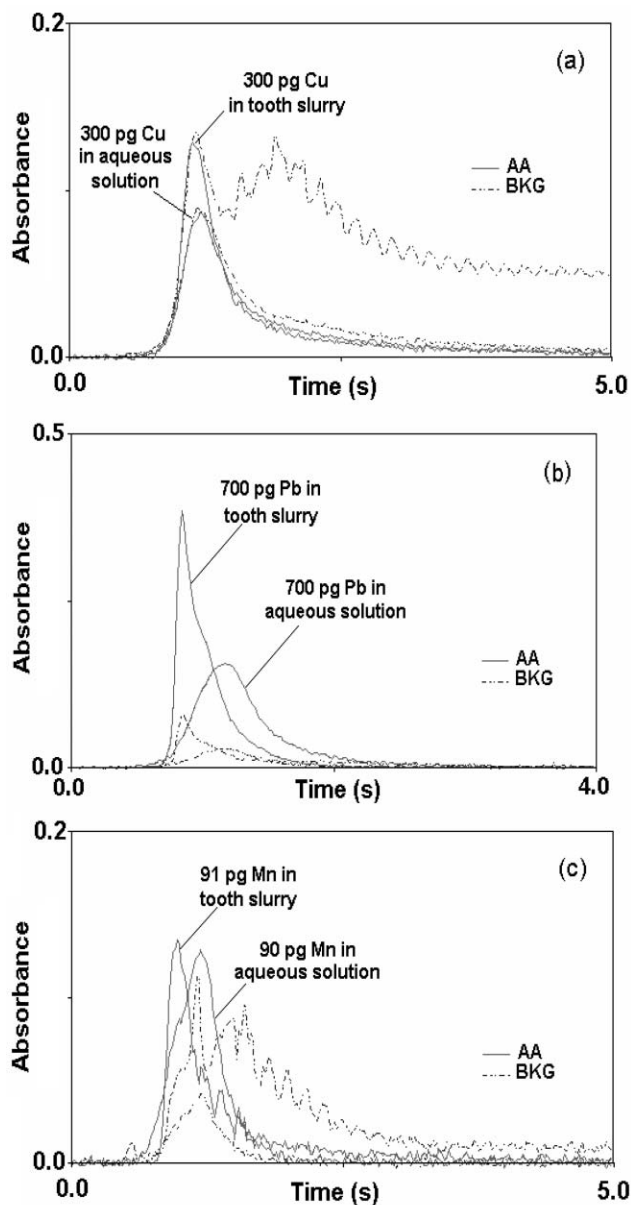 0.2
(a)
300 pg Cu
in tooth slurry
300 pg Cu
in aqueous
solution
AA
BKG
Absorbance
0.0
0.0
Time (s)
5.0
0.5
(b)
700 pg Pb in
tooth slurry
700 pg Pb in
aqueous solution
AA
BKG
Absorbance
0.0
0.0
Time (s)
4.0
0.2
(c)
91 pg Mn in
tooth slurry
90 pg Mn in
aqueous solution
AA
BKG
Absorbance
0.0
0.0
Time (s)
5.0